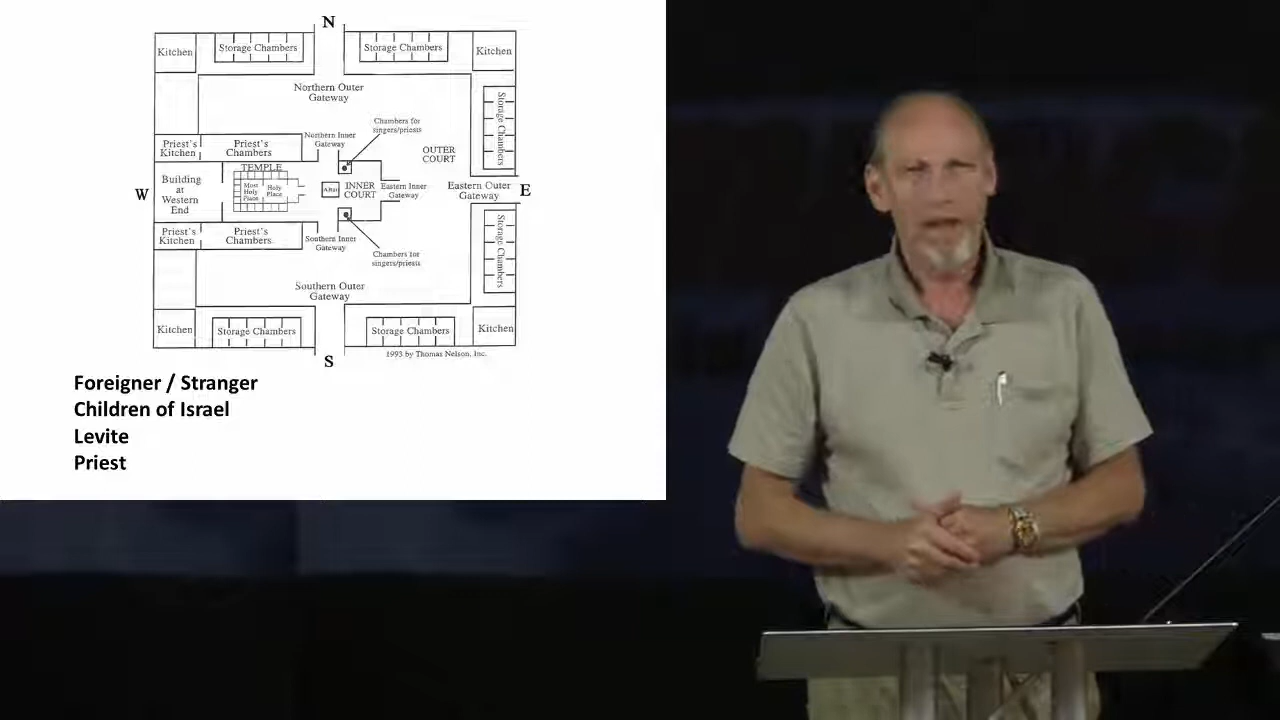 N
Kitchen
Storage Chambers
Storage Chambers
Kitchen
Northern Outer
Gateway
Storage Chambers
Chambers for
singers/priests
Northern Inner
Gateway
OUTER
COURT
Priest's
Kitchen
Priest's
Chambers
TEMPLE
Building
at
Western
End
Most
Holy
Place
Holy
Place
Altar
INNER
COURT
Eastern Inner
Gateway
Eastern Outer
Gateway
W
E
Priest's
Kitchen
Priest's
Chambers
Southern Inner
Gateway
Chambers for
singers/priests
Storage Chambers
Southern Outer
Gateway
Kitchen
Storage Chambers
Storage Chambers
Kitchen
1993 by Thomas Nelson, Inc.
S
Foreigner / Stranger
Children of Israel
Levite
Priest